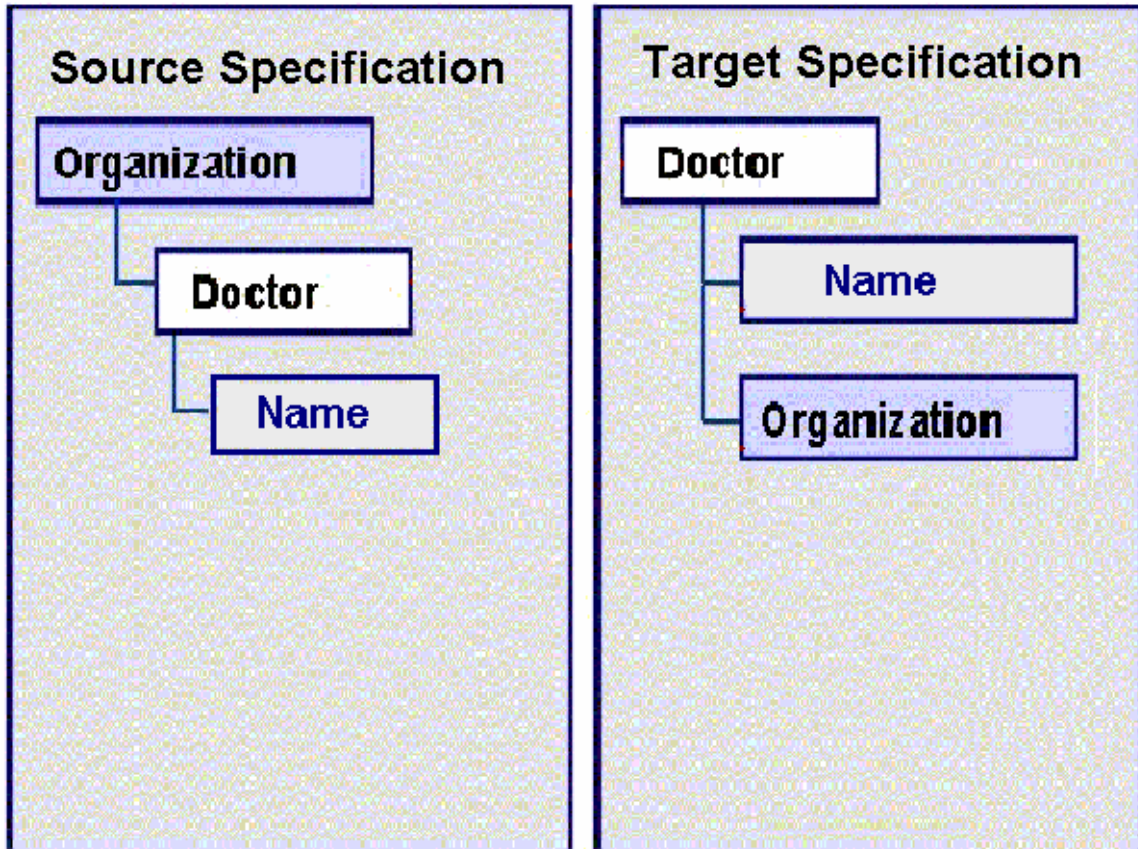 Source Specification
Organization
Doctor
Name
Target Specification
Doctor
Name
Organization